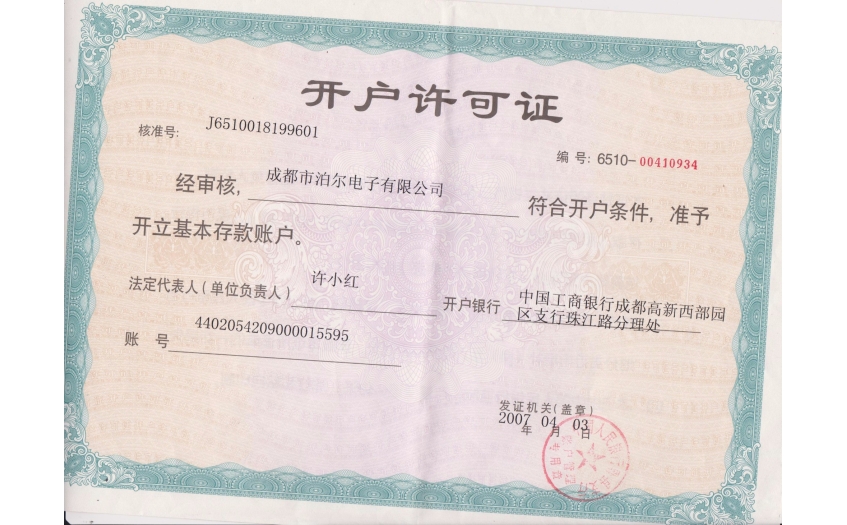 开户许可证
核准号: J6510018199601
编 号: 6510-00410934
经审核, 成都市泊尔电子有限公司 符合开户条件, 准予
开立基本存款账户。
法定代表人(单位负责人) 许小红 开户银行 中国工商银行成都高新西部园
区支行珠江路分理处
账 号 4402054209000015595
发证机关(盖章)
2007 年 04 月 03 日